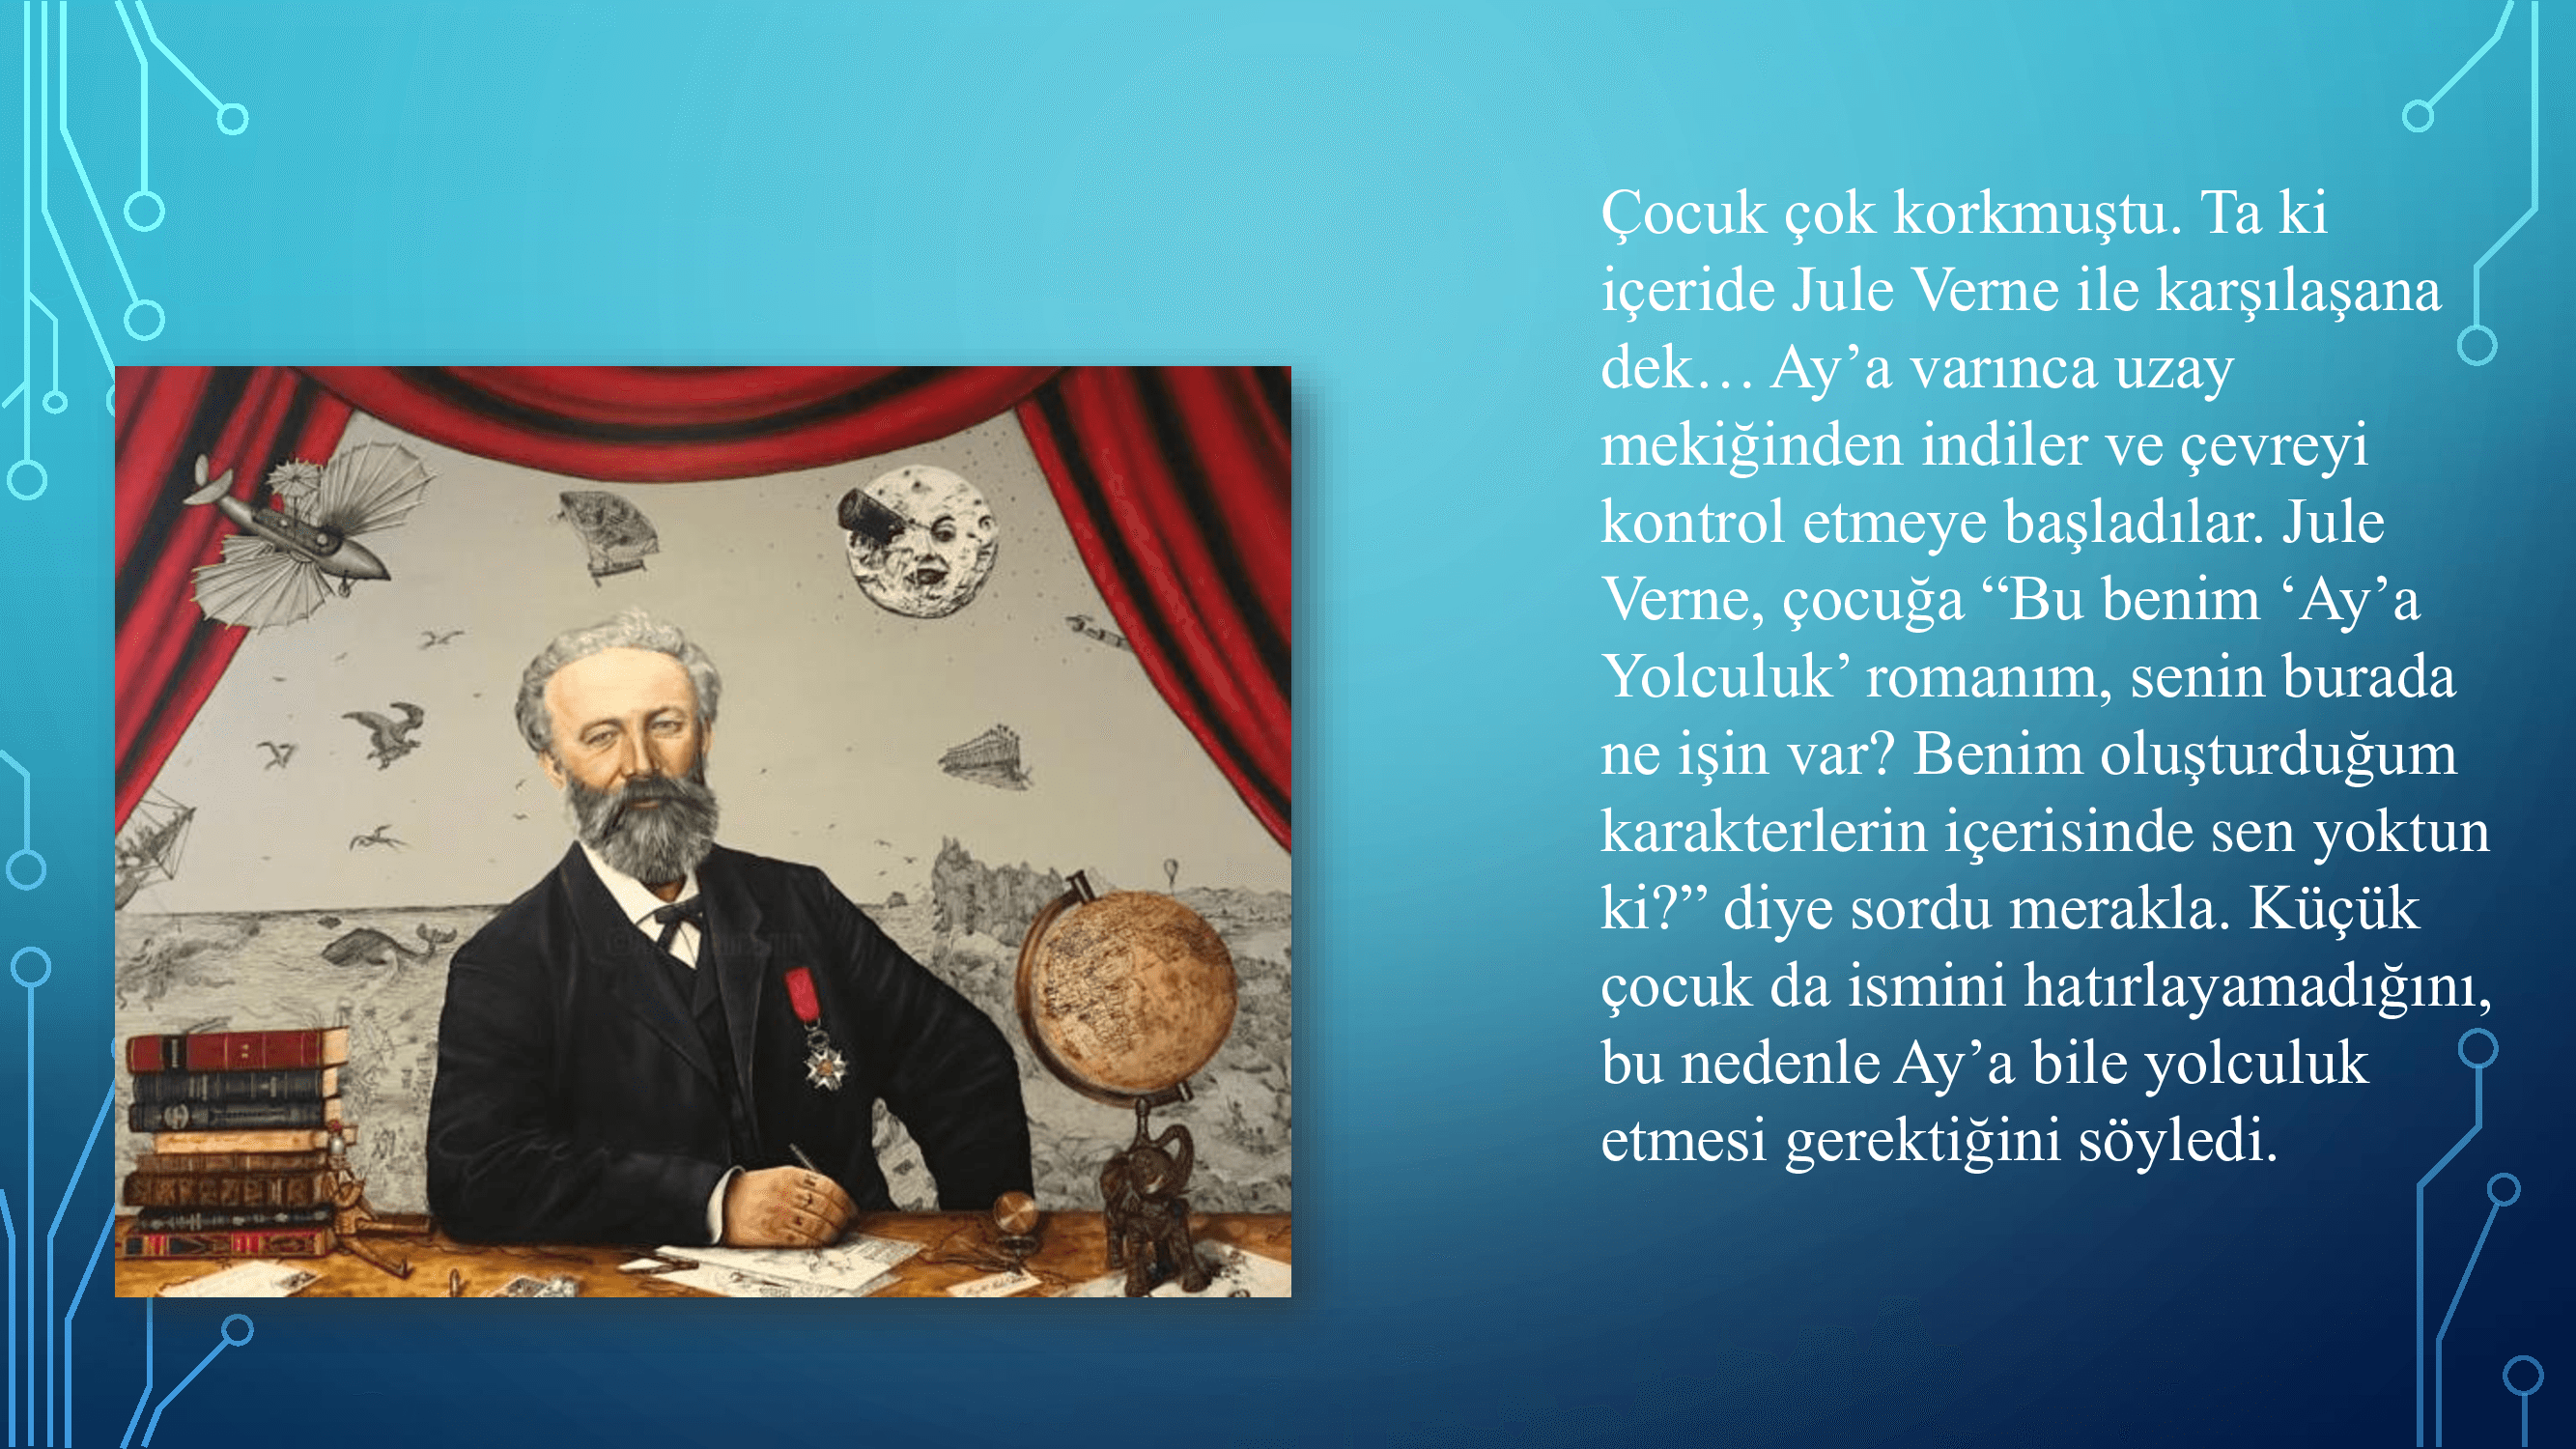 Çocuk çok korkmuştu. Ta ki
içeride Jule Verne ile karşılaşana
dek… Ay’a varınca uzay
mekiğinden indiler ve çevreyi
kontrol etmeye başladılar. Jule
Verne, çocuğa “Bu benim ‘Ay’a
Yolculuk’ romanım, senin burada
ne işin var? Benim oluşturduğum
karakterlerin içerisinde sen yoktun
ki?” diye sordu merakla. Küçük
çocuk da ismini hatırlayamadığını,
bu nedenle Ay’a bile yolculuk
etmesi gerektiğini söyledi.